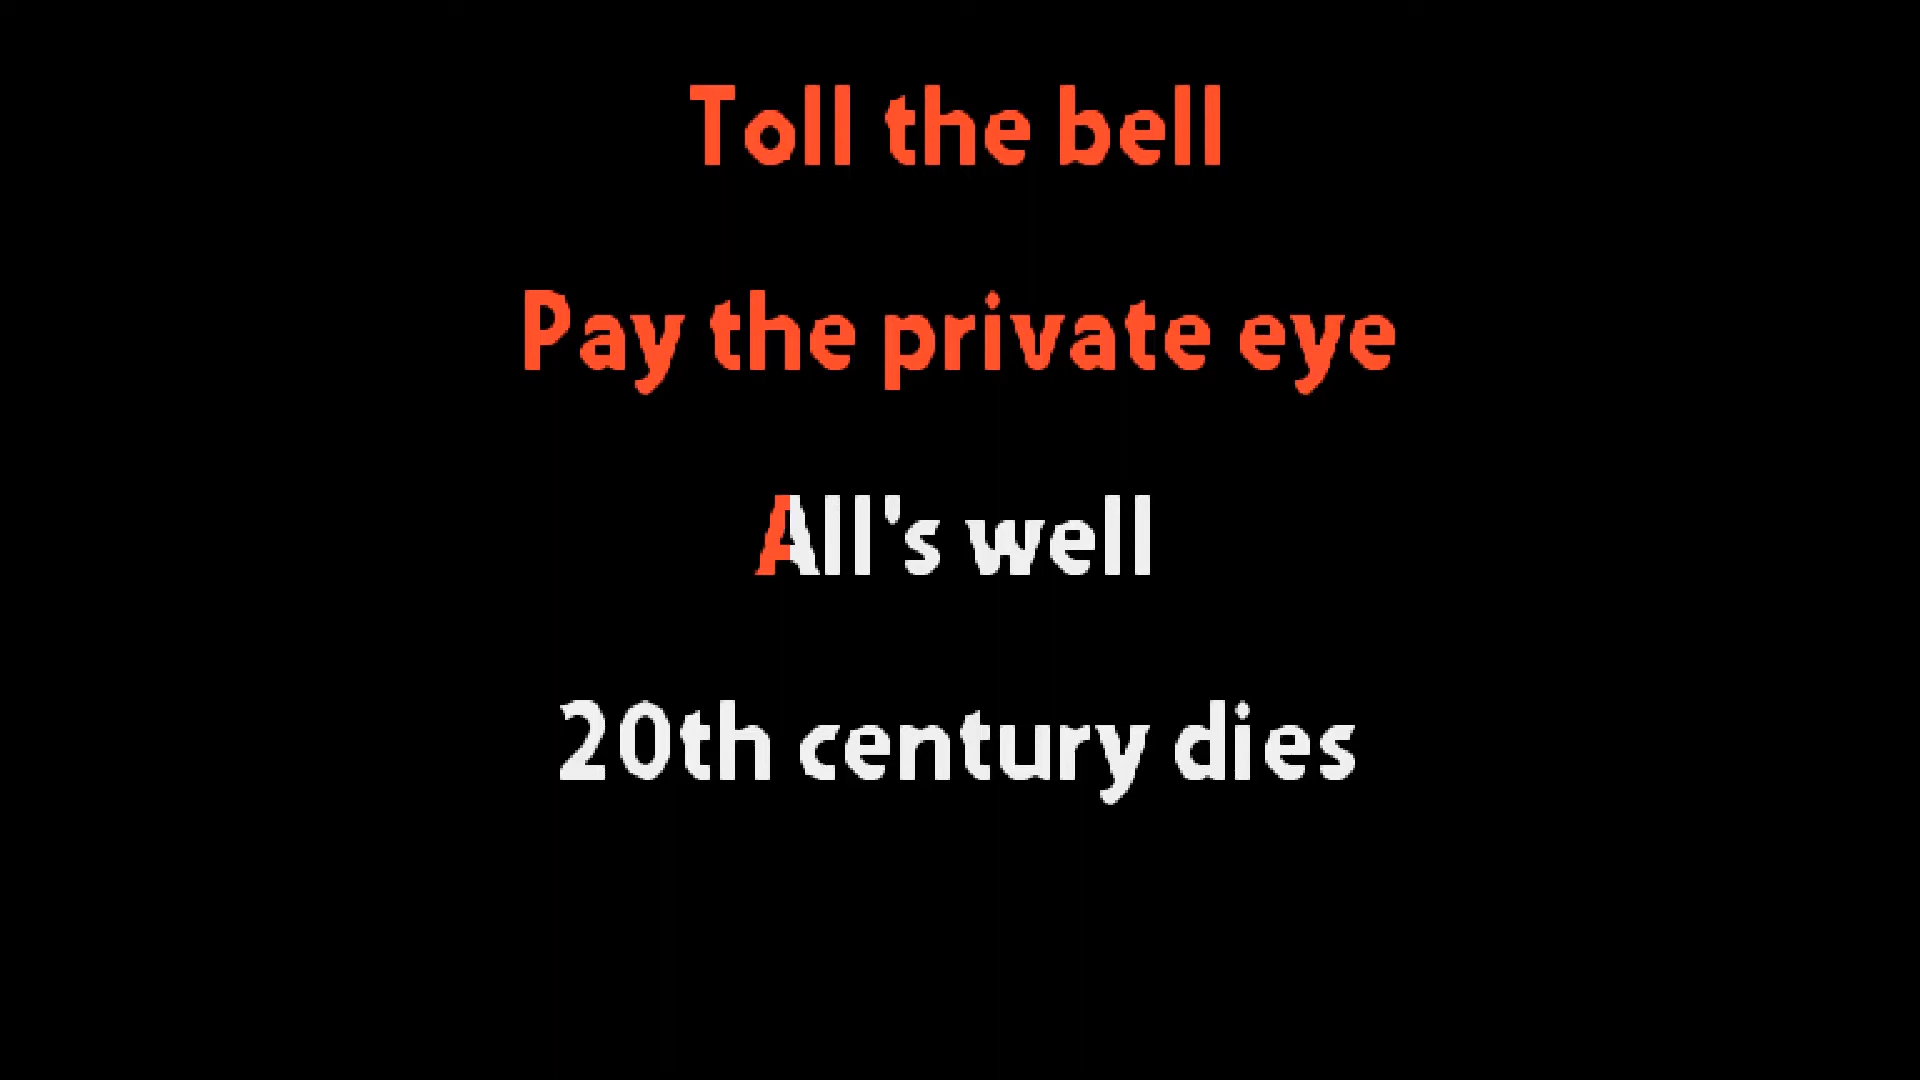 Toll the bell
Pay the private eye
All's well
20th century dies